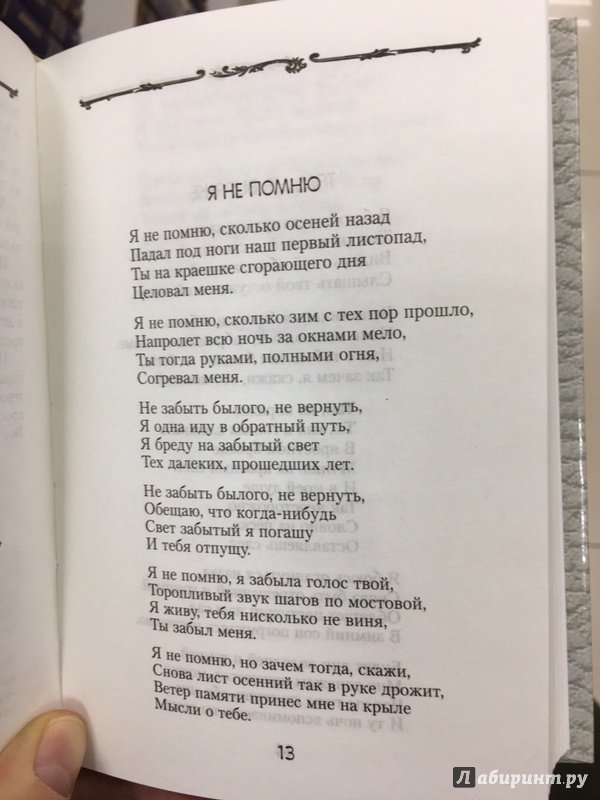 Я НЕ ПОМНЮ
Я не помню, сколько осеней назад
Падал под ноги наш первый листопад,
Ты на краешке сгорающего дня
Целовал меня.
Я не помню, сколько зим с тех пор прошло,
Напролет всю ночь за окнами мело,
Ты тогда руками, полными огня,
Согревал меня.
Не забыть былого, не вернуть,
Я одна иду в обратный путь,
Я бреду на забытый свет
Тех далеких, прошедших лет.
Не забыть былого, не вернуть,
Обещаю, что когда-нибудь
Свет забытый я погашу
И тебя отпущу.
Я не помню, я забыла голос твой,
Торопливый звук шагов по мостовой,
Я живу, тебя нисколько не виня,
Ты забыл меня.
Я не помню, но зачем тогда, скажи,
Снова лист осенний так в руке дрожит,
Ветер памяти принес мне на крыле
Мысли о тебе.
13
Лабиринт.ру